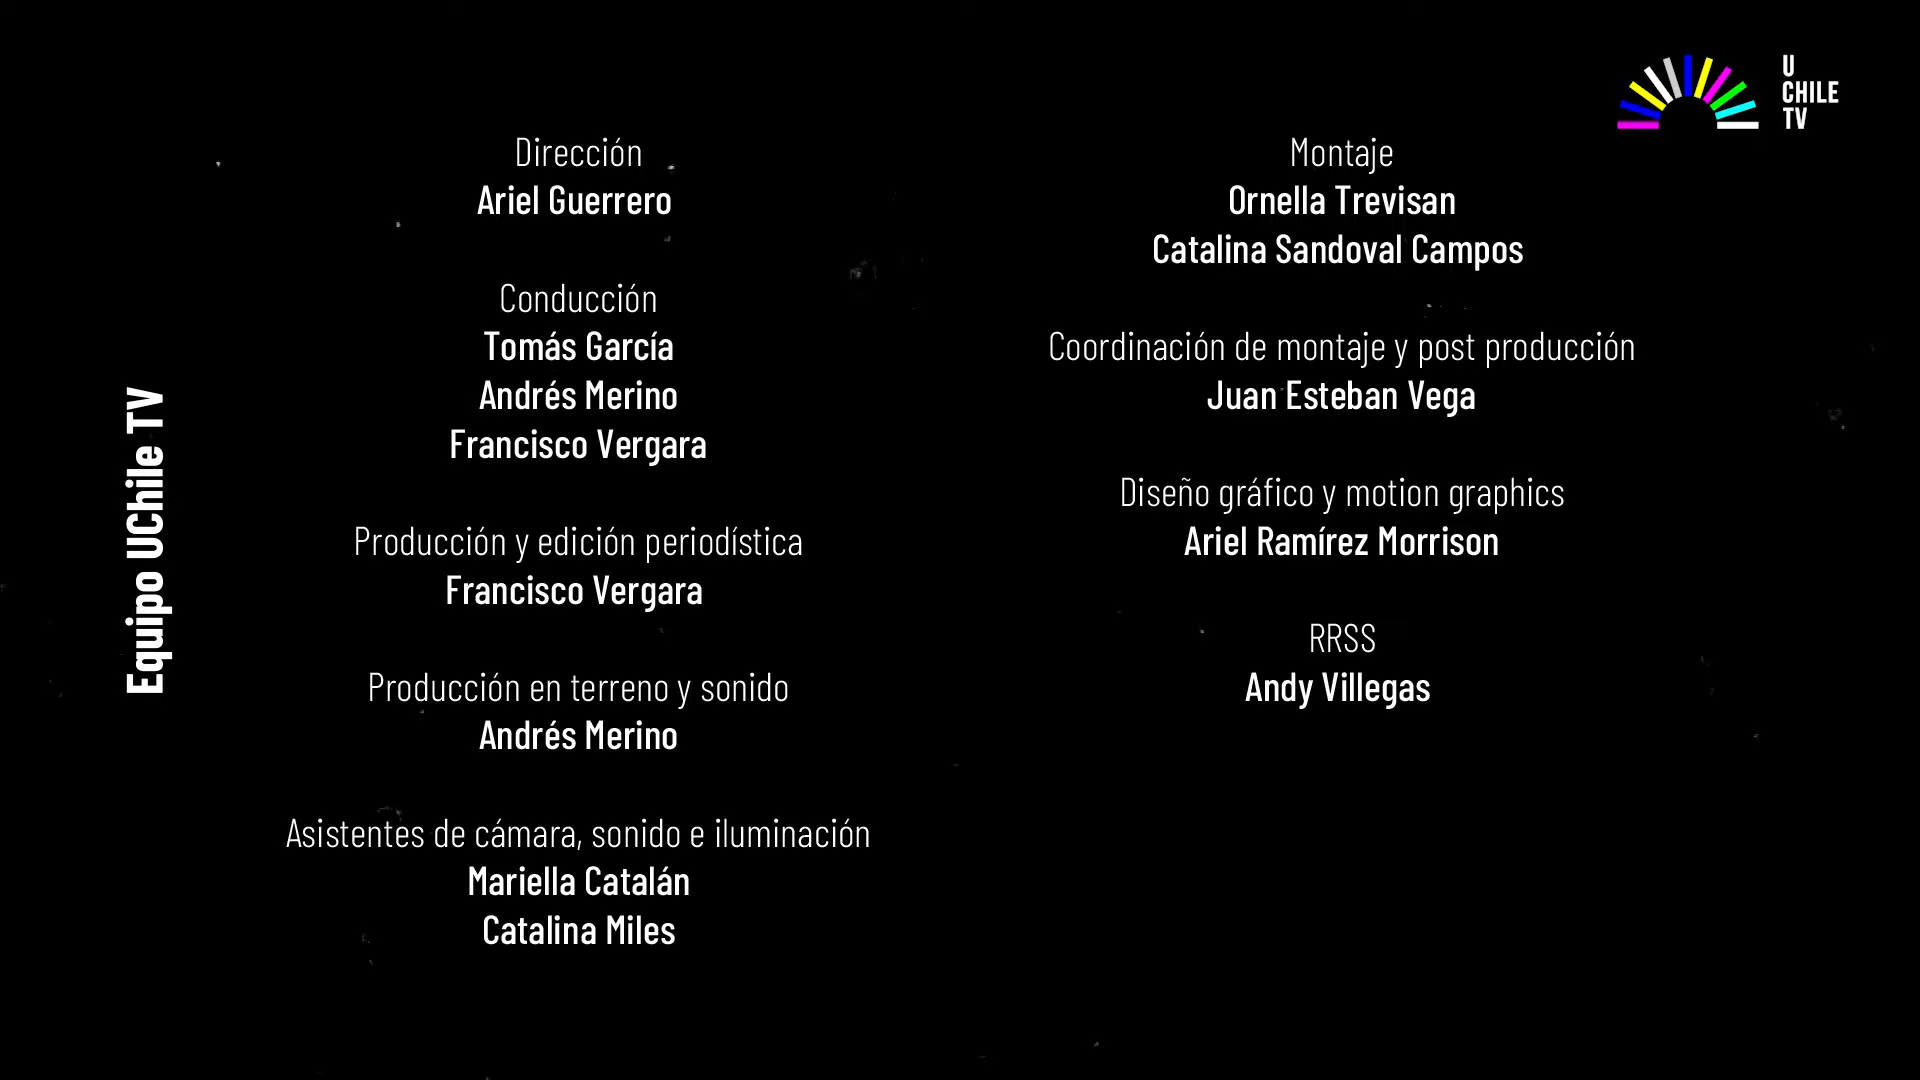 U
CHILE
TV
Equipo UChile TV
Dirección
Ariel Guerrero
Conducción
Tomás García
Andrés Merino
Francisco Vergara
Producción y edición periodística
Francisco Vergara
Producción en terreno y sonido
Andrés Merino
Asistentes de cámara, sonido e iluminación
Mariella Catalán
Catalina Miles
Montaje
Ornella Trevisan
Catalina Sandoval Campos
Coordinación de montaje y post producción
Juan Esteban Vega
Diseño gráfico y motion graphics
Ariel Ramírez Morrison
RRSS
Andy Villegas